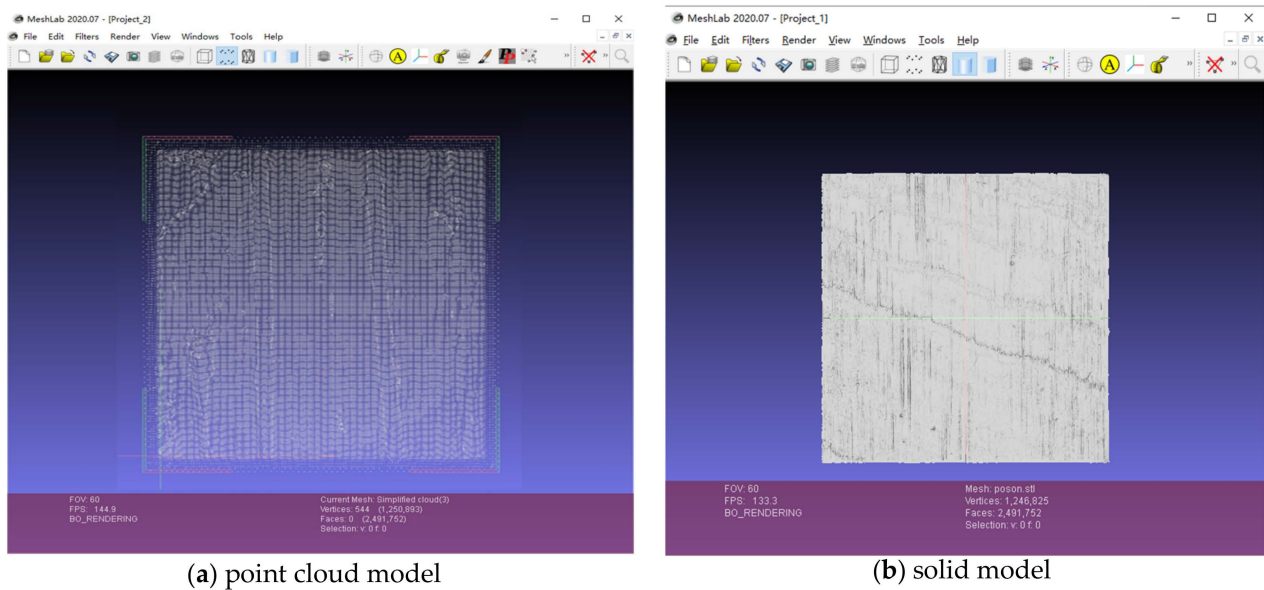 MeshLab 2020.07 - [Project_2]
File Edit Filters Render View Windows Tools Help
A
FOV: 60
FPS: 144.9
BO_RENDERING
Current Mesh: Simplified cloud(3)
Vertices: 544 (1,250,893)
Faces: 0 (2,491,752)
Selection: v: 0 f: 0
(a) point cloud model
MeshLab 2020.07 - [Project_1]
File Edit Filters Render View Windows Tools Help
A
FOV: 60
FPS: 133.3
BO_RENDERING
Mesh: poson.stl
Vertices: 1,246,825
Faces: 2,491,752
Selection: v: 0 f: 0
(b) solid model